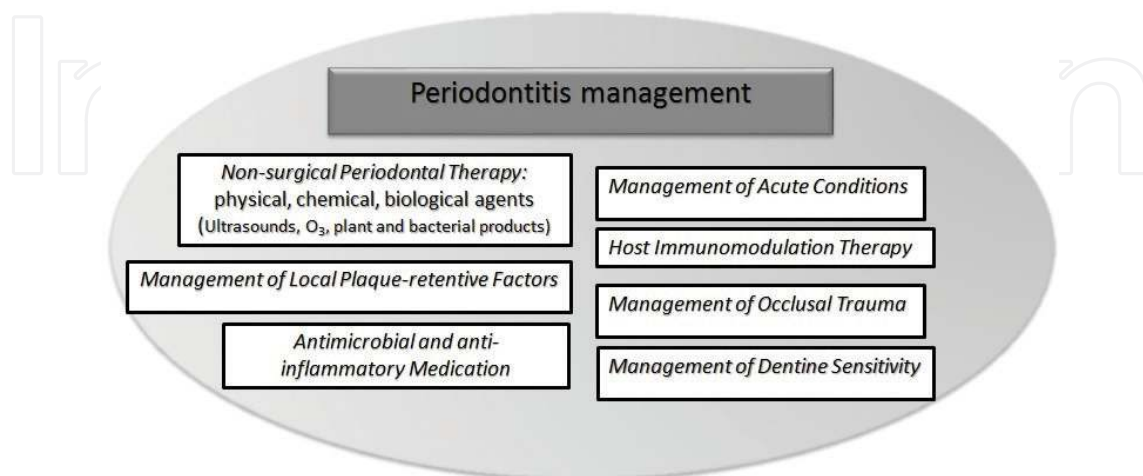 Periodontitis management
Non-surgical Periodontal Therapy:
physical, chemical, biological agents
(Ultrasounds, O₃, plant and bacterial products)
Management of Local Plaque-retentive Factors
Antimicrobial and anti-
inflammatory Medication
Management of Acute Conditions
Host Immunomodulation Therapy
Management of Occlusal Trauma
Management of Dentine Sensitivity